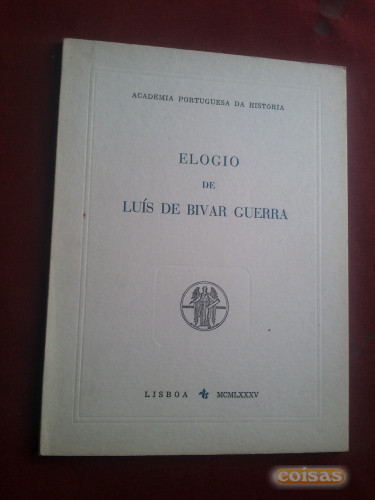 ACADEMIA PORTUGUESA DA HISTÓRIA
ELOGIO
DE
LUÍS DE BIVAR GUERRA
LISBOA MCMLXXXV
coisas